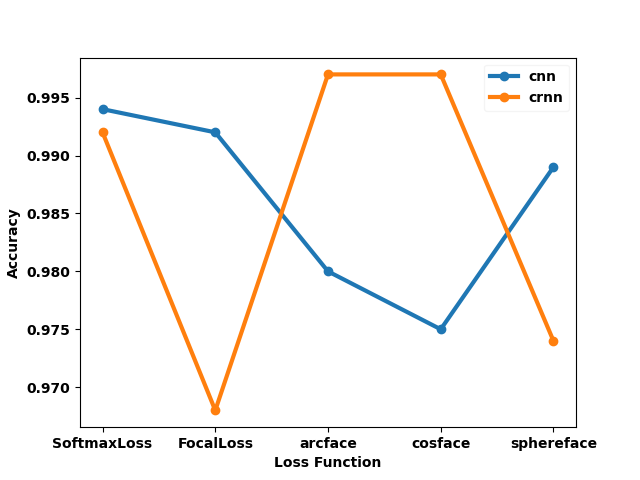 cnn
crnn
0.995
0.990
0.985
0.980
0.975
0.970
Accuracy
SoftmaxLoss FocalLoss arcface cosface sphereface
Loss Function